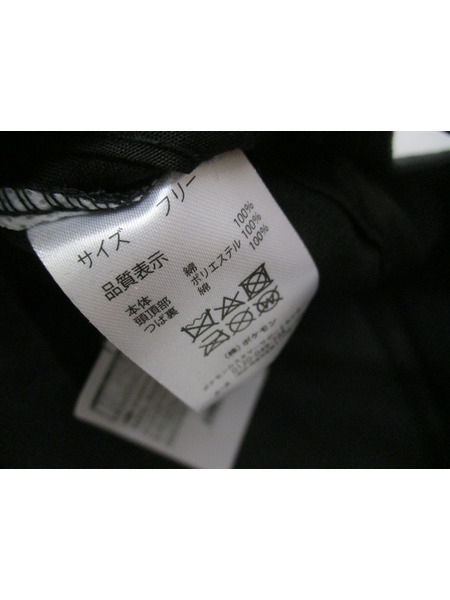 サイズ フリー
品質表示
本体 綿 100%
頭頂部 ポリエステル 100%
つば裏 綿 100%
(株)ポケモン